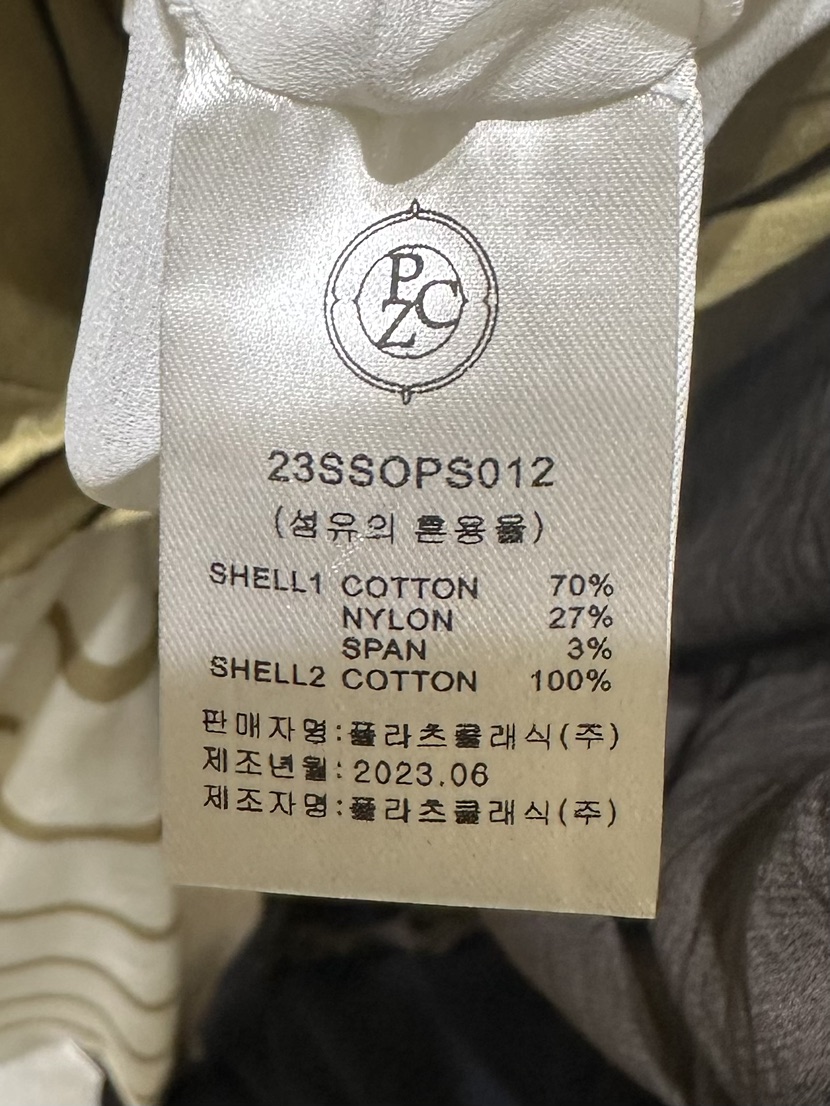 PZC
23SSOPS012
(섬유의 혼용율)
SHELL1 COTTON 70%
NYLON 27%
SPAN 3%
SHELL2 COTTON 100%
판매자명:플라츠클래식(주)
제조년월:2023.06
제조자명:플라츠클래식(주)